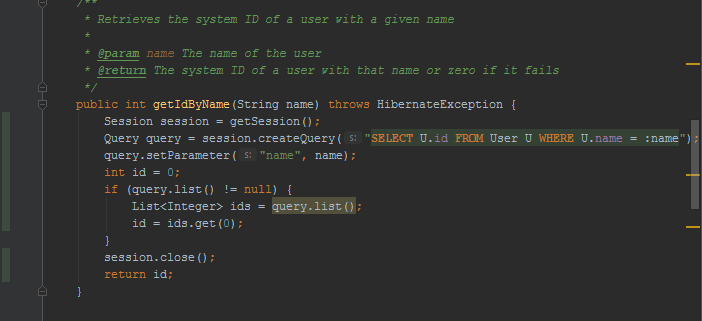 /**
* Retrieves the system ID of a user with a given name
*
* @param name The name of the user
* @return The system ID of a user with that name or zero if it fails
*/
public int getIdByName(String name) throws HibernateException {
Session session = getSession();
Query query = session.createQuery( s: "SELECT U.id FROM User U WHERE U.name = :name");
query.setParameter( s: "name", name);
int id = 0;
if (query.list() != null) {
List<Integer> ids = query.list();
id = ids.get(0);
}
session.close();
return id;
}